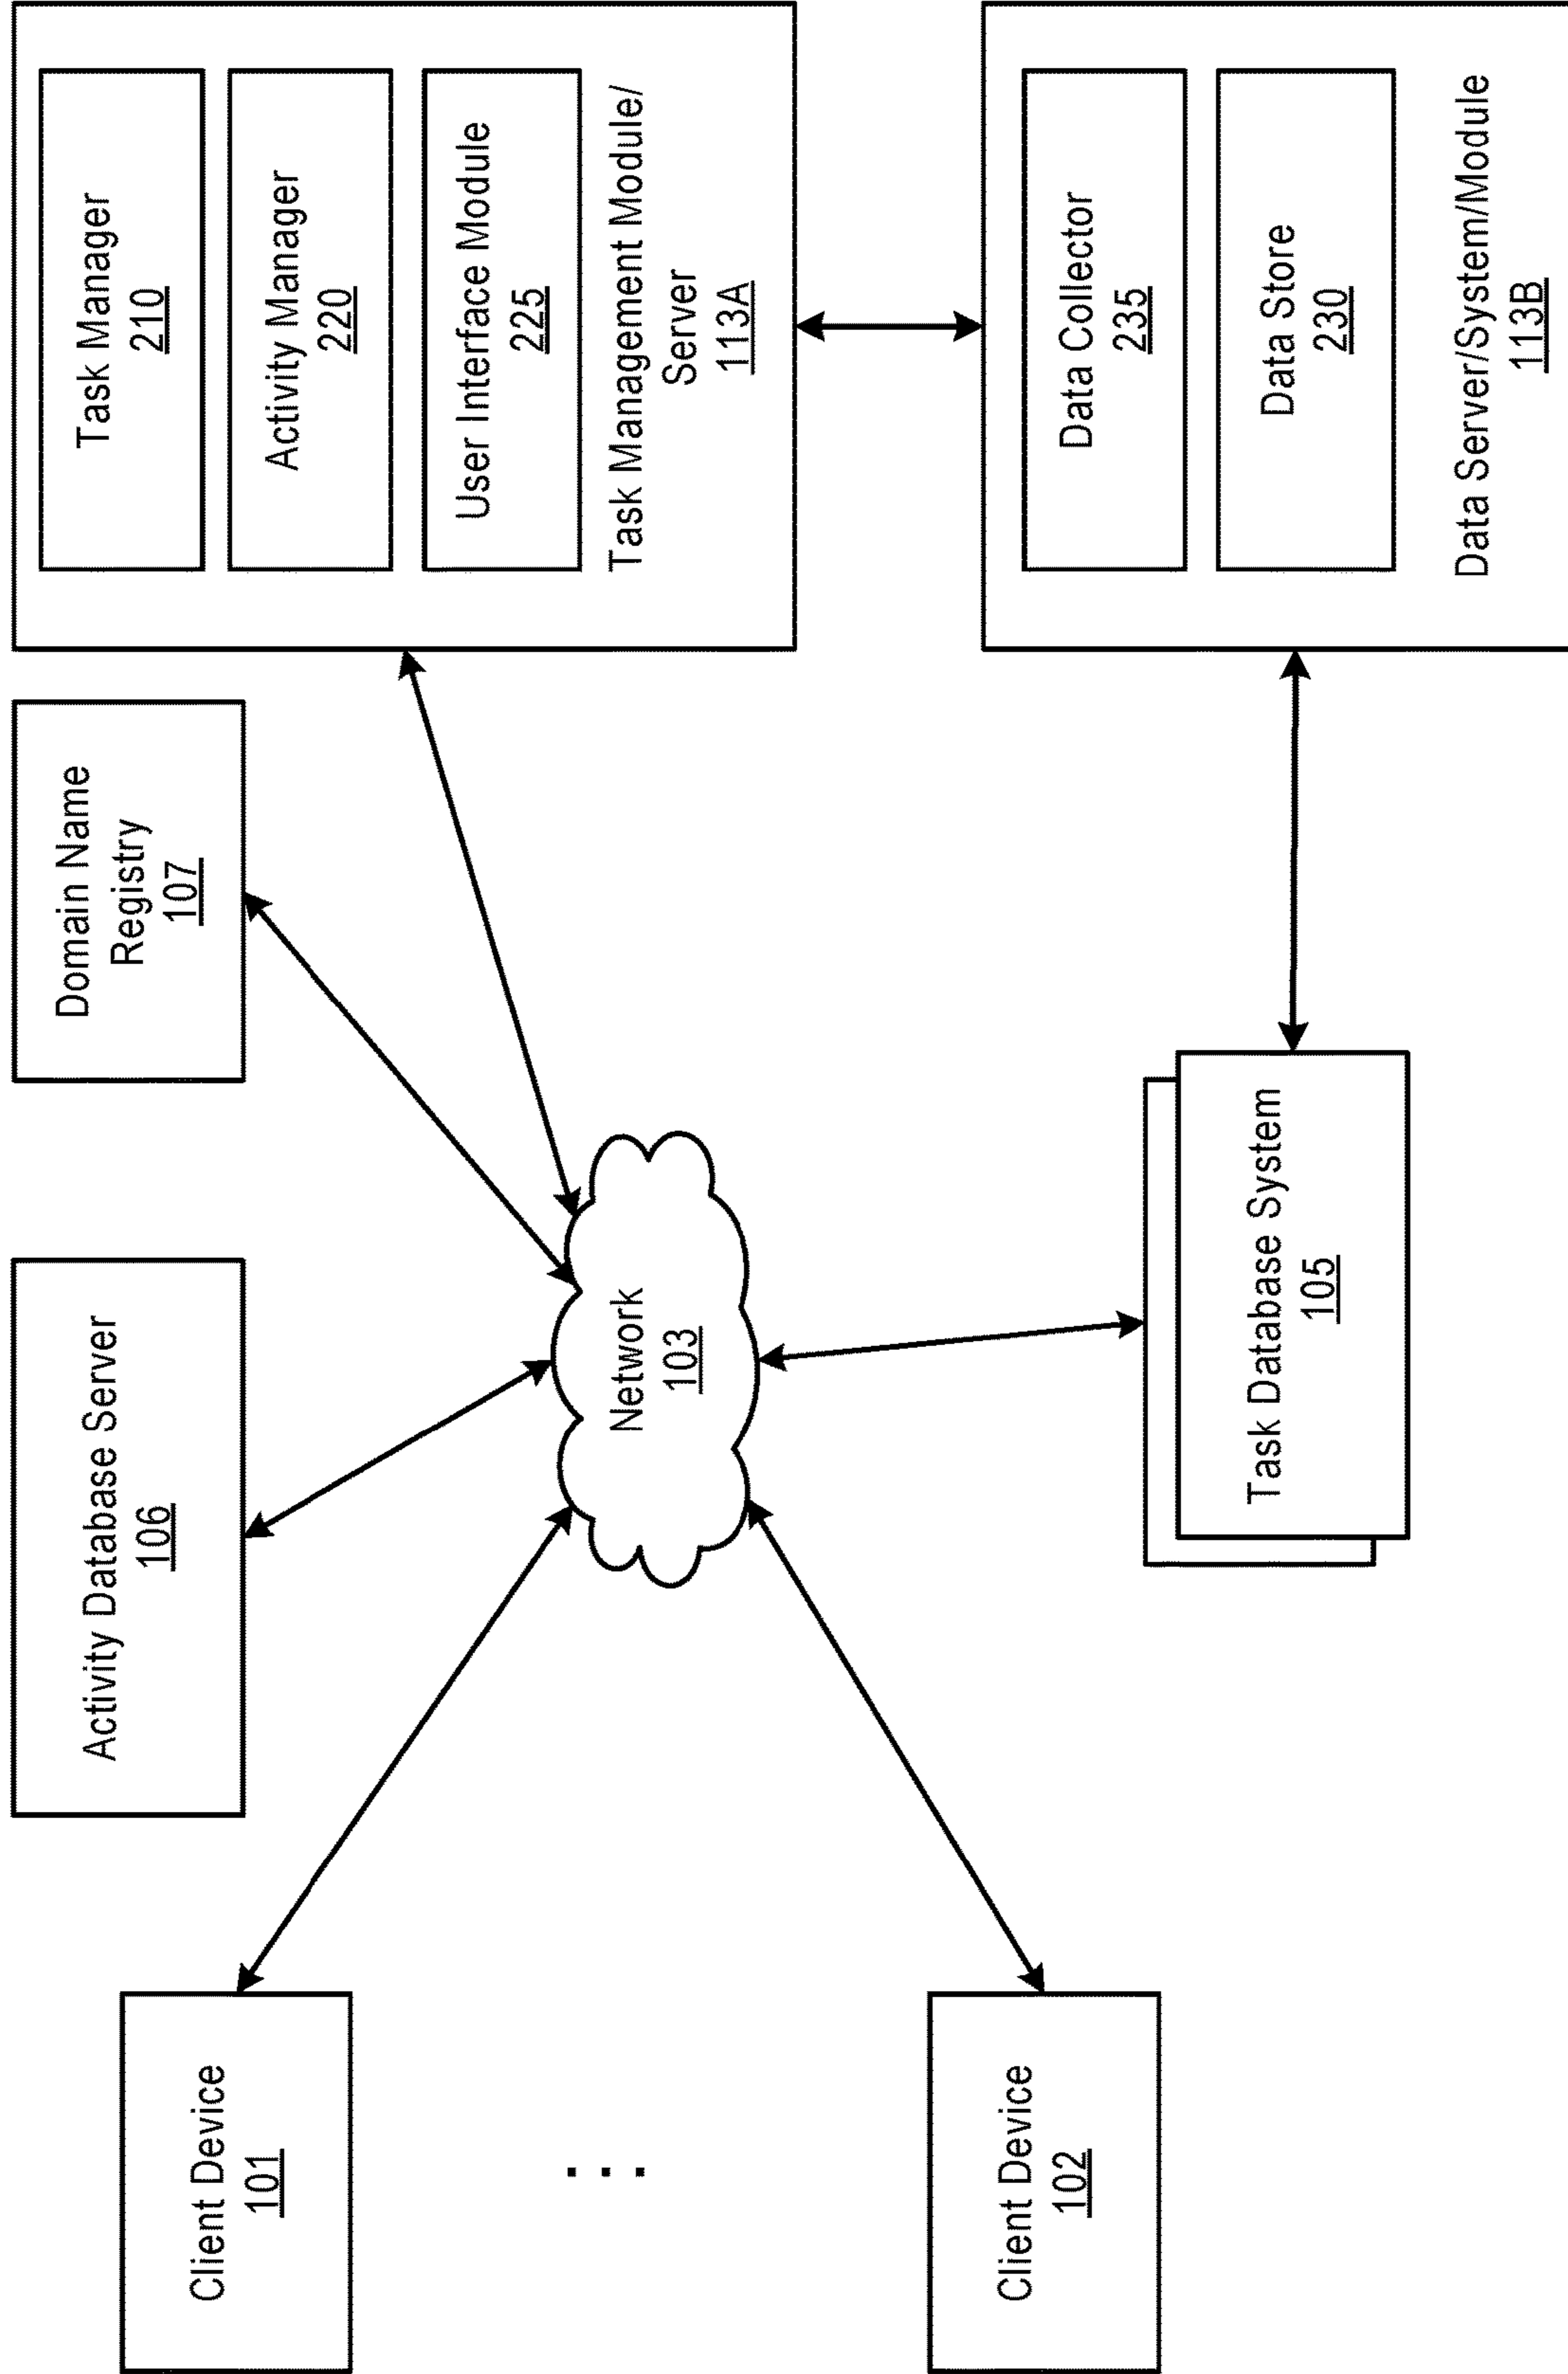 Client Device
101
. . .
Client Device
102
Activity Database Server
106
Network
103
Task Database System
105
Domain Name
Registry
107
Task Manager
210
Activity Manager
220
User Interface Module
225
Task Management Module/
Server
113A
Data Collector
235
Data Store
230
Data Server/System/Module
113B